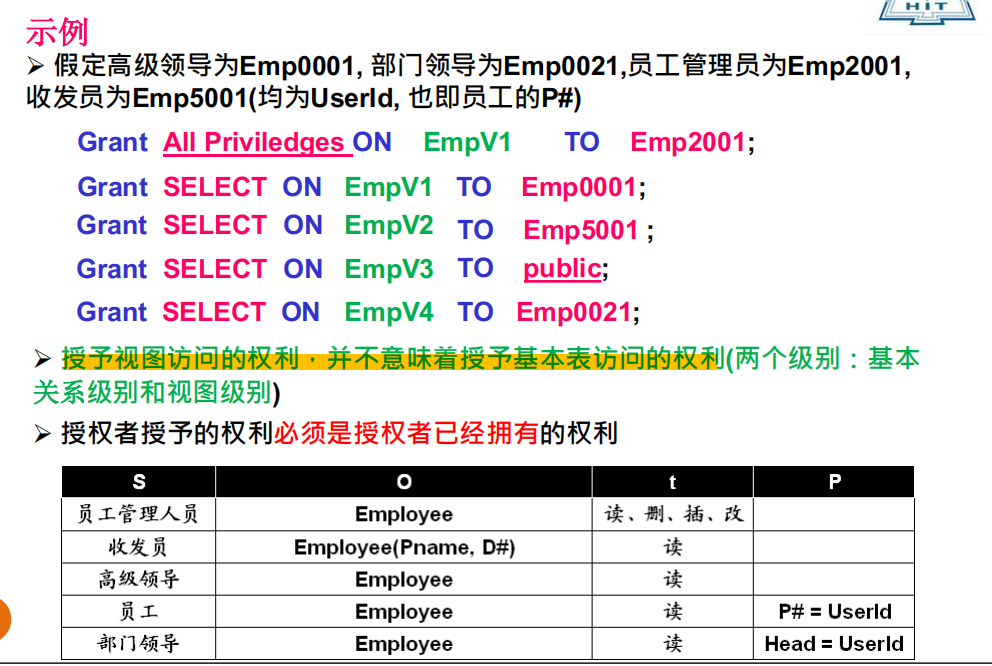 HIT
示例
➢ 假定高级领导为Emp0001, 部门领导为Emp0021,员工管理员为Emp2001,
收发员为Emp5001(均为UserId, 也即员工的P#)
Grant All Priviledges ON EmpV1 TO Emp2001;
Grant SELECT ON EmpV1 TO Emp0001;
Grant SELECT ON EmpV2 TO Emp5001 ;
Grant SELECT ON EmpV3 TO public;
Grant SELECT ON EmpV4 TO Emp0021;
➢ 授予视图访问的权利，并不意味着授予基本表访问的权利(两个级别：基本
关系级别和视图级别)
➢ 授权者授予的权利必须是授权者已经拥有的权利
S O t P
员工管理人员 Employee 读、删、插、改
收发员 Employee(Pname, D#) 读
高级领导 Employee 读
员工 Employee 读 P# = UserId
部门领导 Employee 读 Head = UserId